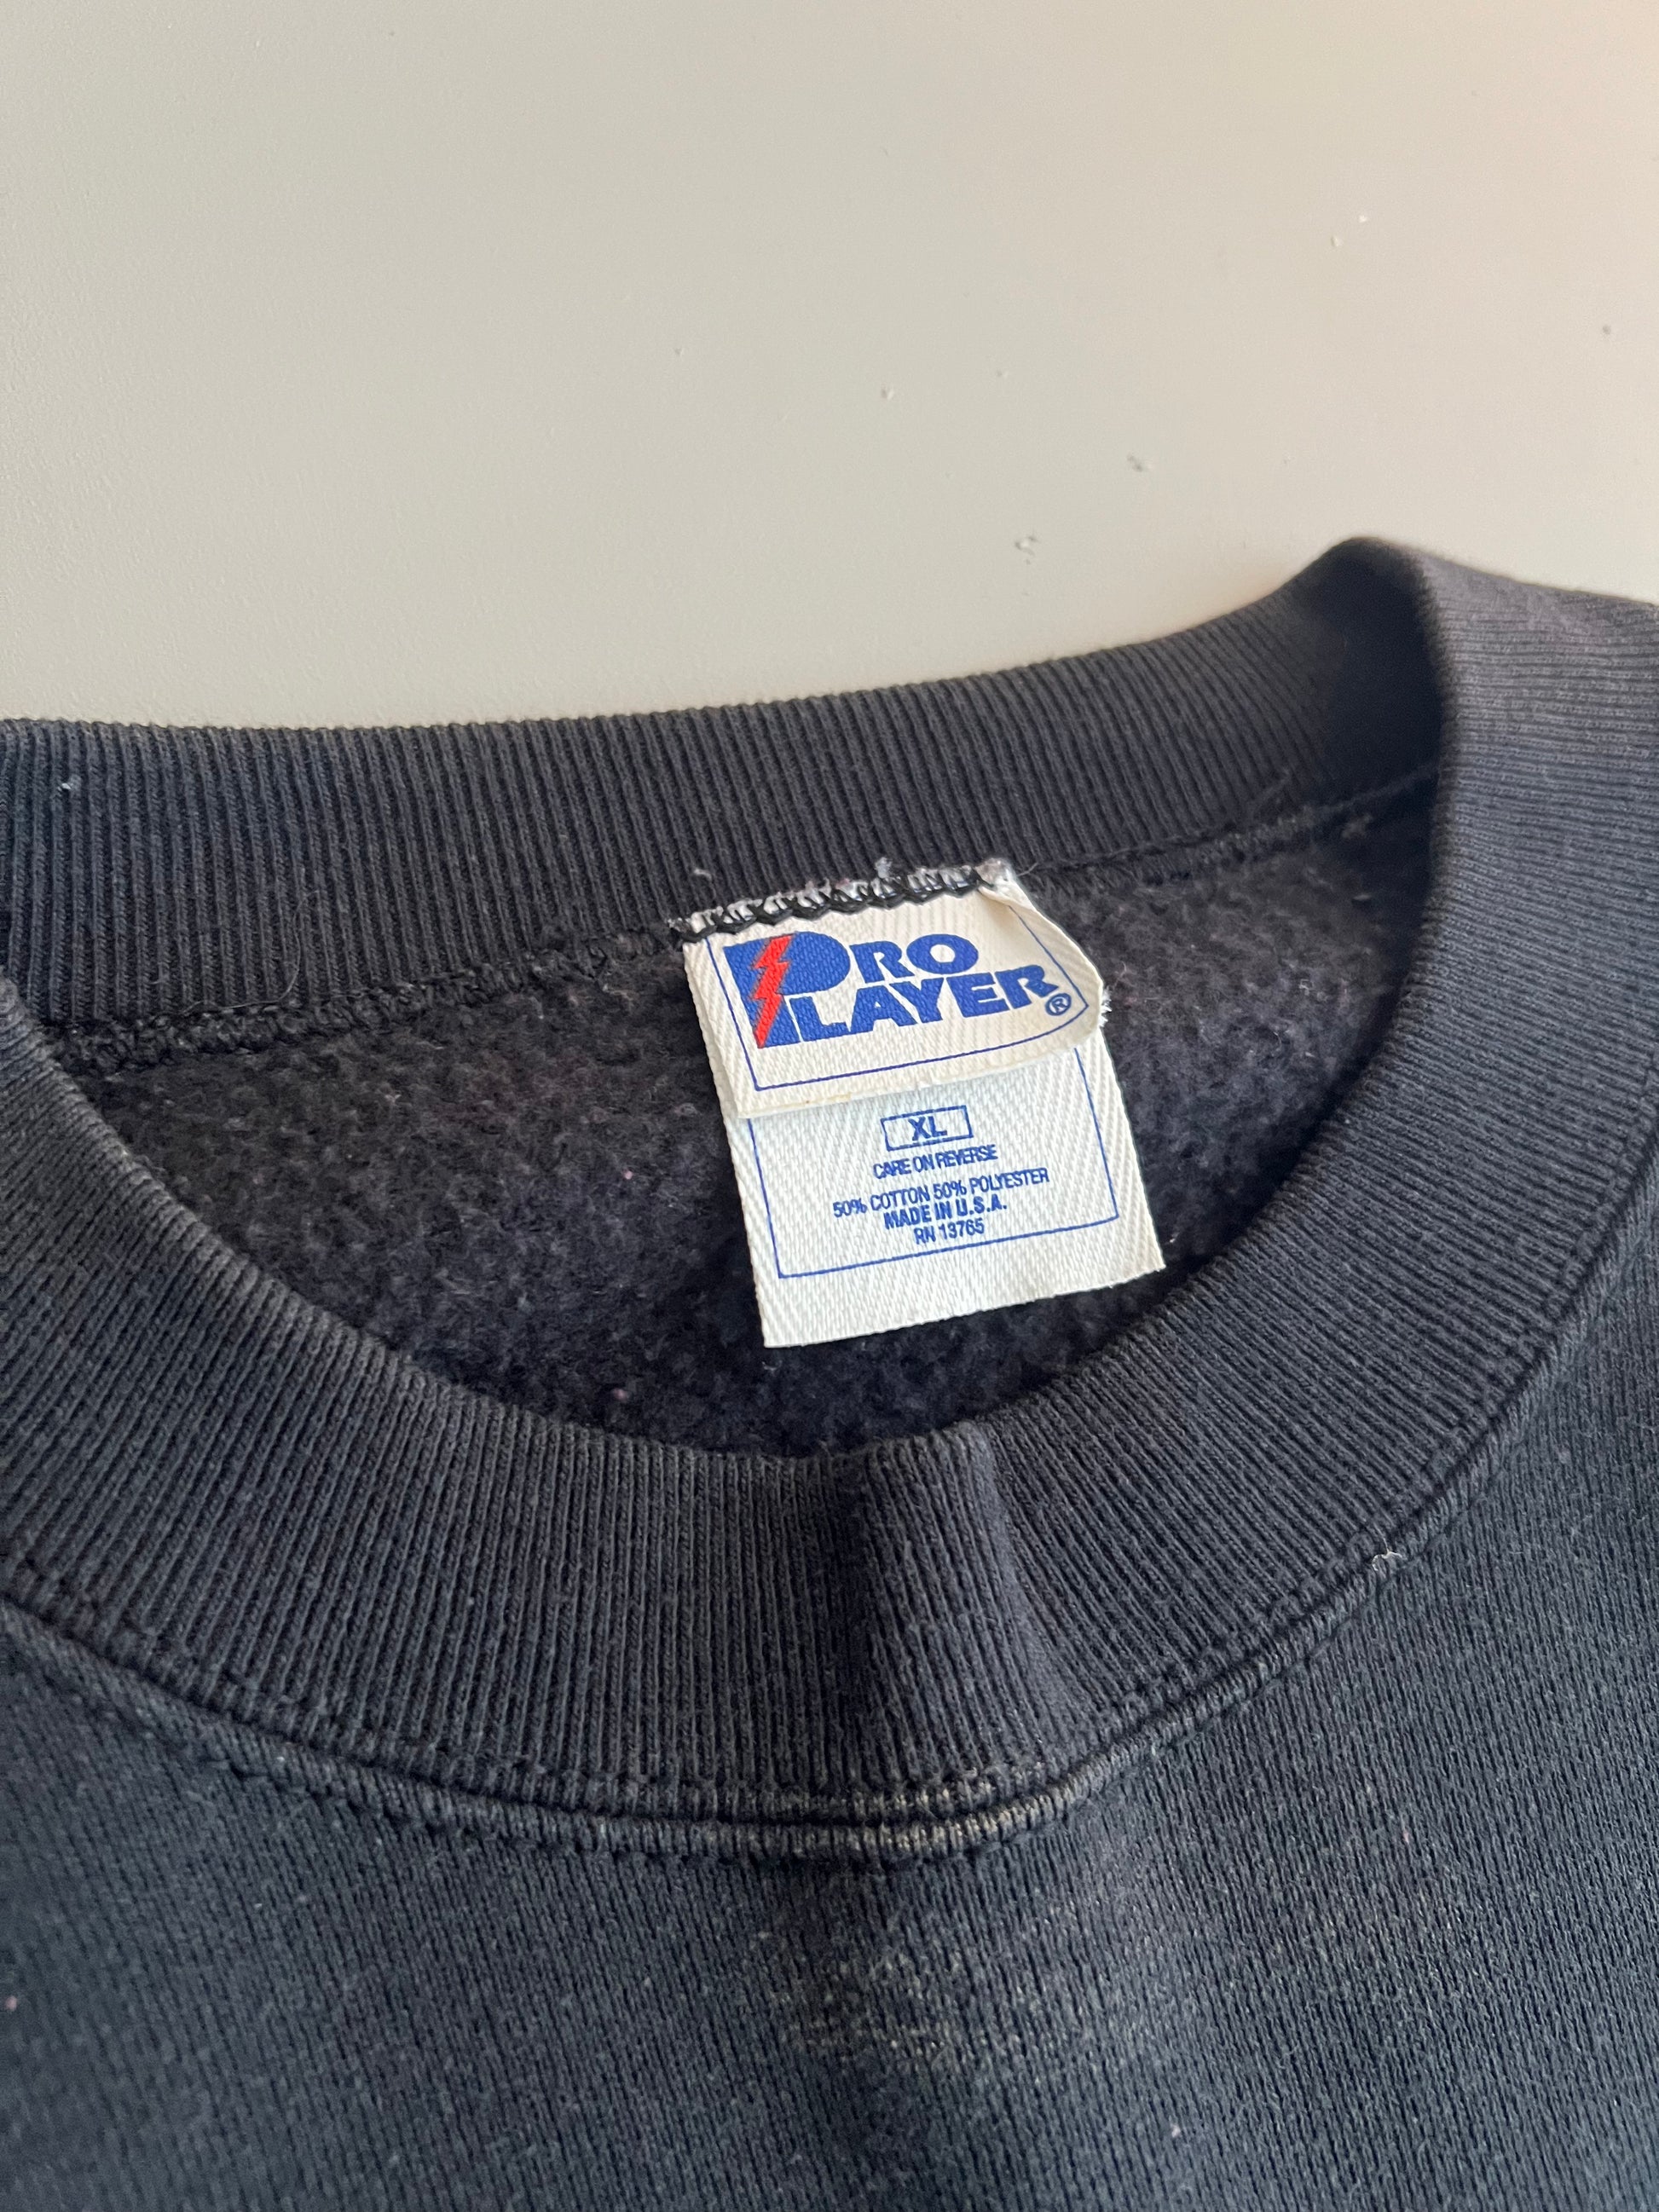 PRO
PLAYER®
XL
CARE ON REVERSE
50% COTTON 50% POLYESTER
MADE IN U.S.A.
RN 13765